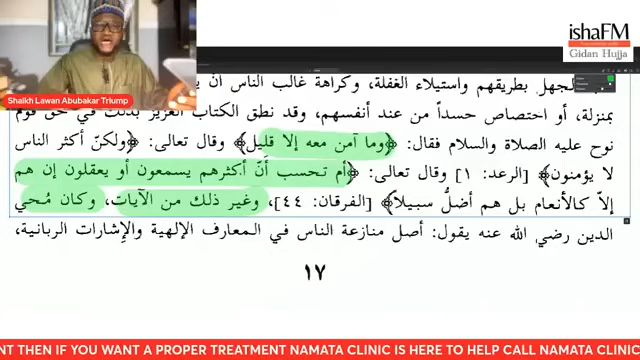 ishaFM
Gidan Hujja
Shaikh Lawan Abubakar Triump
الجهل بطريقهم واستيلاء الغفلة، وكراهة غالب الناس أن
بمنزلة، أو اختصاص حسداً من عند أنفسهم، وقد نطق الكتاب العزيز بذلك في حق قوم
نوح عليه الصلاة والسلام فقال: ﴿وما آمن معه إلا قليل﴾ وقال تعالى: ﴿ولكنّ أكثر الناس
لا يؤمنون﴾ [الرعد: ١] وقال تعالى: ﴿أم تحسب أنّ أكثرهم يسمعون أو يعقلون إن هم
إلاّ كالأنعام بل هم أضلُّ سبيلاً﴾ [الفرقان: ٤٤]، وغير ذلك من الآيات، وكان مُحي
الدين رضي الله عنه يقول: أصل منازعة الناس في المعارف الإلهية والإشارات الربانية،
١٧
NT THEN IF YOU WANT A PROPER TREATMENT NAMATA CLINIC IS HERE TO HELP CALL NAMATA CLINIC